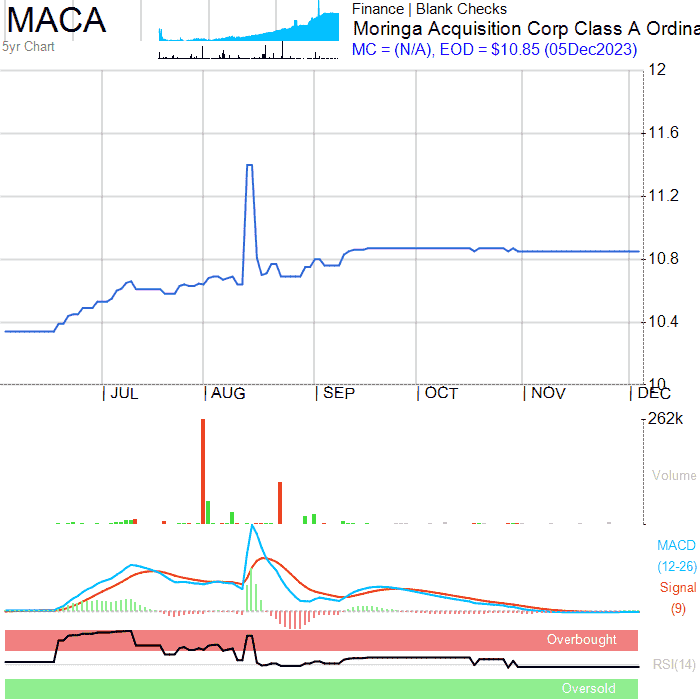 MACA
5yr Chart
Finance | Blank Checks
Moringa Acquisition Corp Class A Ordina
MC = (N/A), EOD = $10.85 (05Dec2023)
12
11.6
11.2
10.8
10.4
10
JUL AUG SEP OCT NOV DEC
262k
Volume
MACD
(12-26)
Signal
(9)
Overbought
RSI(14)
Oversold